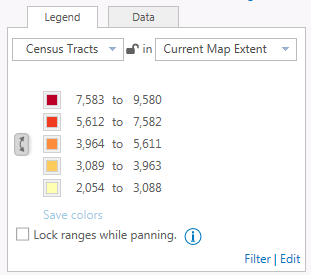 Legend Data
Census Tracts in Current Map Extent
7,583 to 9,580
5,612 to 7,582
3,964 to 5,611
3,089 to 3,963
2,054 to 3,088
Save colors
Lock ranges while panning. i
Filter | Edit